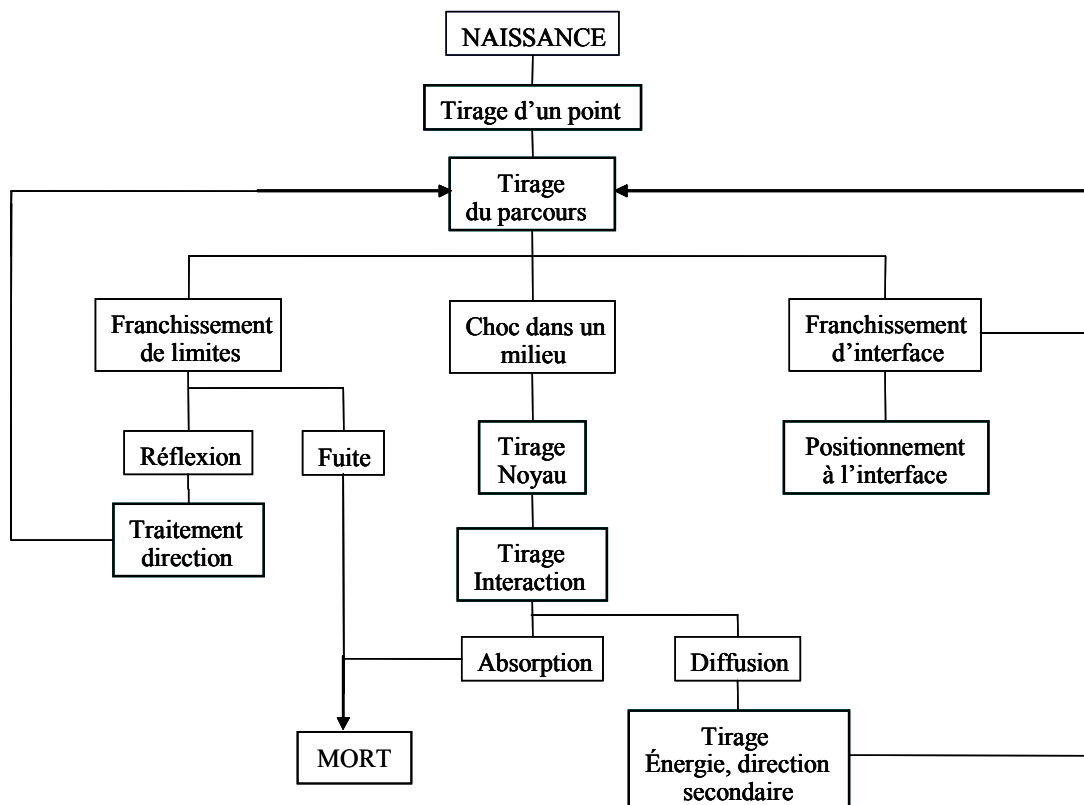 NAISSANCE
Tirage d’un point
Tirage
du parcours
Franchissement
de limites
Choc dans un
milieu
Franchissement
d’interface
Réflexion
Fuite
Tirage
Noyau
Positionnement
à l’interface
Traitement
direction
Tirage
Interaction
Absorption
Diffusion
MORT
Tirage
Énergie, direction
secondaire